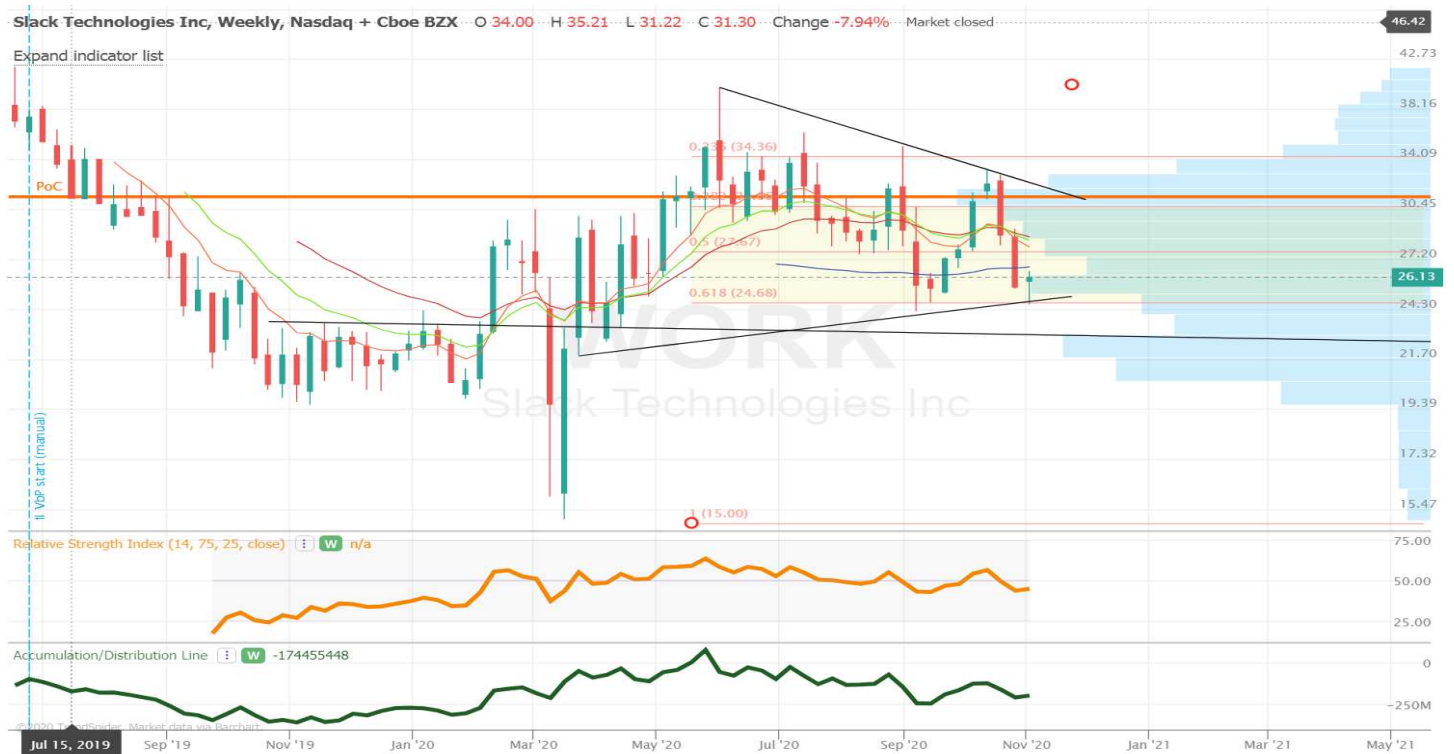 Slack Technologies Inc, Weekly, Nasdaq + Cboe BZX O 34.00 H 35.21 L 31.22 C 31.30 Change -7.94% Market closed
46.42
Expand indicator list
42.73
38.16
0.236 (34.36)
34.09
PoC
30.45
0.5 (27.67)
27.20
26.13
0.618 (24.68)
24.30
WORK
21.70
Slack Technologies Inc
19.39
VbP start (manual)
17.32
1 (15.00)
15.47
Relative Strength Index (14, 75, 25, close) W n/a
75.00
50.00
25.00
Accumulation/Distribution Line W -174455448
0
-250M
©2020 TrendSpider. Market data via Barchart.
Jul 15, 2019 Sep '19 Nov '19 Jan '20 Mar '20 May '20 Jul '20 Sep '20 Nov '20 Jan '21 Mar '21 May '21